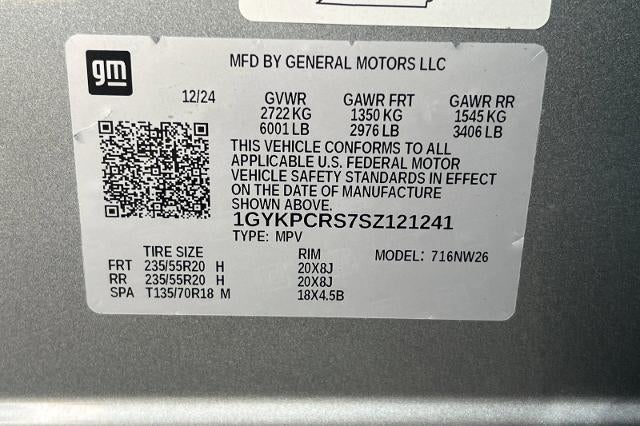 gm
MFD BY GENERAL MOTORS LLC
12/24 GVWR GAWR FRT GAWR RR
2722 KG 1350 KG 1545 KG
6001 LB 2976 LB 3406 LB
THIS VEHICLE CONFORMS TO ALL
APPLICABLE U.S. FEDERAL MOTOR
VEHICLE SAFETY STANDARDS IN EFFECT
ON THE DATE OF MANUFACTURE
SHOWN ABOVE.
1GYKPCRS7SZ121241
TYPE: MPV
TIRE SIZE RIM MODEL: 716NW26
FRT 235/55R20 H 20X8J
RR 235/55R20 H 20X8J
SPA T135/70R18 M 18X4.5B